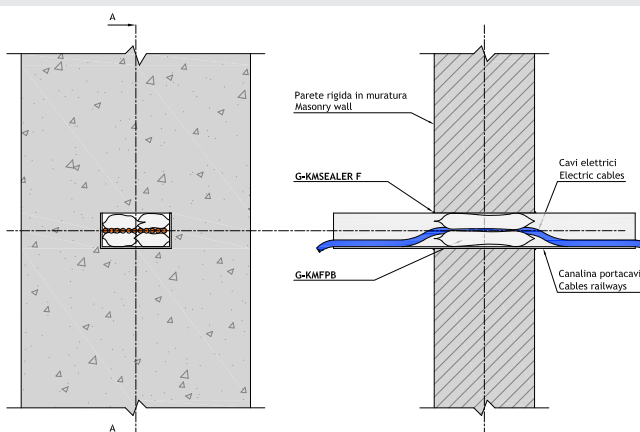 A
Parete rigida in muratura
Masonry wall
G-KMSEALER F
Cavi elettrici
Electric cables
G-KMFPB
Canalina portacavi
Cables railways
A